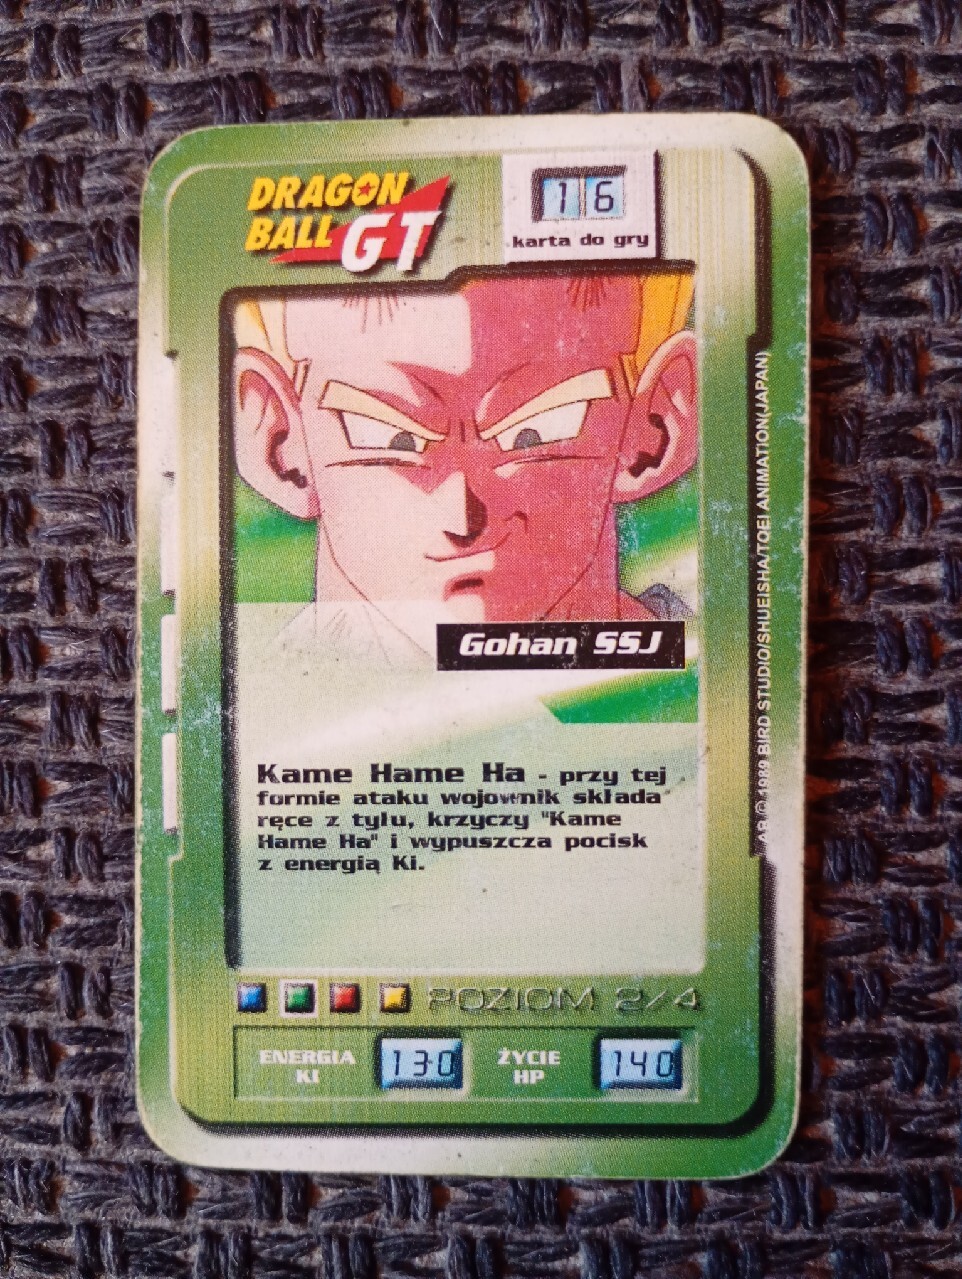 DRAGON
BALL
GT
16
karta do gry
Gohan SSJ
Kame Hame Ha - przy tej
formie ataku wojownik składa
ręce z tyłu, krzyczy "Kame
Hame Ha" i wypuszcza pocisk
z energią Ki.
POZIOM 2/4
ENERGIA
KI
130
ŻYCIE
HP
140
AB © 1989 BIRD STUDIO/SHUEISHA/TOEI ANIMATION(JAPAN)